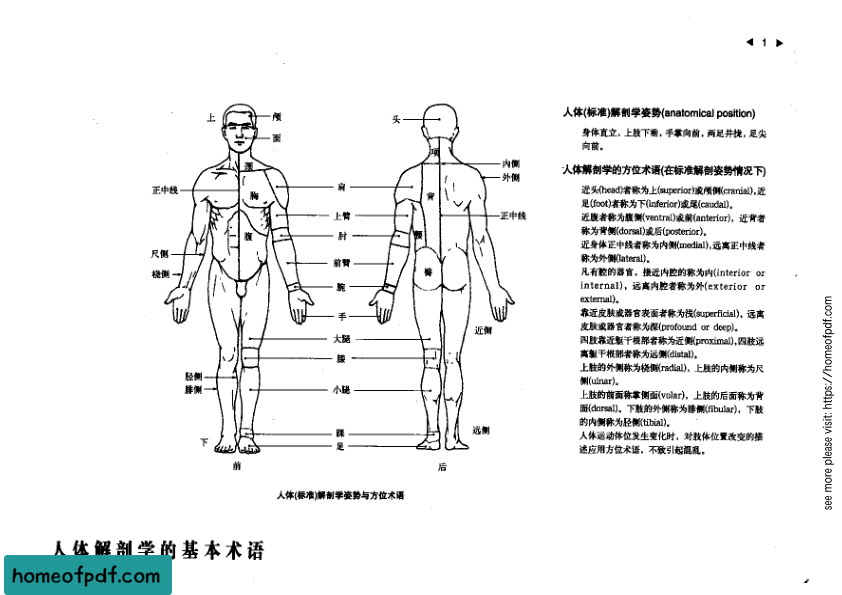 ◀ 1 ▶
上
颅
面
颈
胸
正中线
腹
尺侧
桡侧
胫侧
腓侧
下
前
肩
上臂
肘
前臂
腕
手
大腿
膝
小腿
踝
足
头
项
内侧
外侧
背
正中线
腰
臀
近侧
远侧
后
人体(标准)解剖学姿势与方位术语
人体(标准)解剖学姿势(anatomical position)
身体直立，上肢下垂，手掌向前，两足并拢，足尖
向前。
人体解剖学的方位术语(在标准解剖姿势情况下)
近头(head)者称为上(superior)或颅侧(cranial),近
足(foot)者称为下(inferior)或尾(caudal)。
近腹者称为腹侧(ventral)或前(anterior)，近背者
称为背侧(dorsal)或后(posterior)。
近身体正中线者称为内侧(medial),远离正中线者
称为外侧(lateral)。
凡有腔的器官，接近内腔的称为内(interior or
internal)，远离内腔者称为外(exterior or
external)。
靠近皮肤或器官表面者称为浅(superficial)，远离
皮肤或器官者称为深(profound or deep)。
四肢靠近躯干根部者称为近侧(proximal),四肢远
离躯干根部者称为远侧(distal)。
上肢的外侧称为桡侧(radial)，上肢的内侧称为尺
侧(ulnar)。
上肢的前面称掌侧面(volar)，上肢的后面称为背
面(dorsal)。下肢的外侧称为腓侧(fibular)，下肢
的内侧称为胫侧(tibial)。
人体运动体位发生变化时，对肢体位置改变的描
述应用方位术语，不致引起混乱。
人体解剖学的基本术语
homeofpdf.com
see more please visit: https://homeofpdf.com